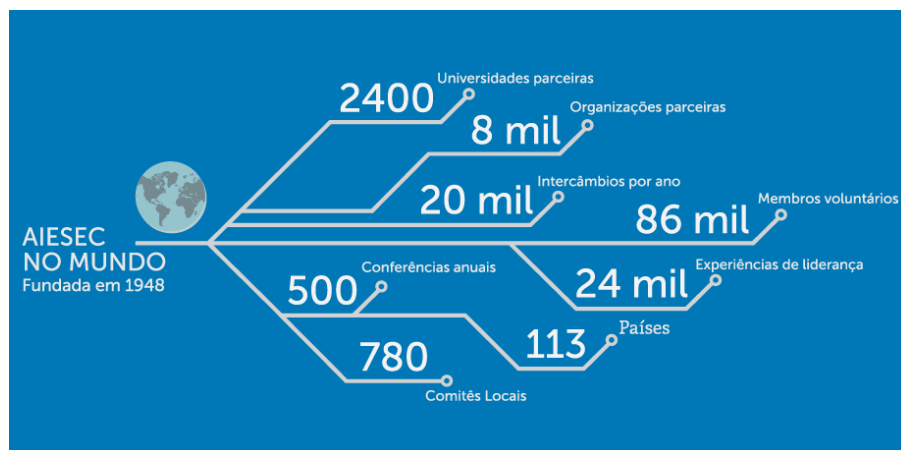 AIESEC
NO MUNDO
Fundada em 1948
2400
Universidades parceiras
8 mil
Organizações parceiras
20 mil
Intercâmbios por ano
86 mil
Membros voluntários
24 mil
Experiências de liderança
500
Conferências anuais
113
Países
780
Comitês Locais